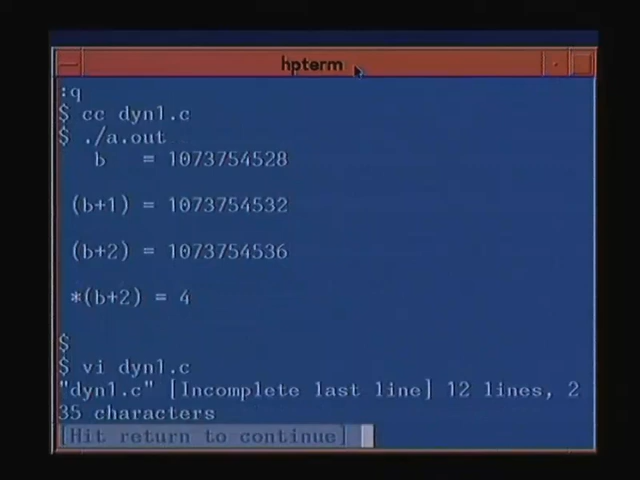 hpterm
:q
$ cc dyn1.c
$ ./a.out
b = 1073754528
(b+1) = 1073754532
(b+2) = 1073754536
*(b+2) = 4
$
$ vi dyn1.c
"dyn1.c" [Incomplete last line] 12 lines, 2
35 characters
[Hit return to continue]